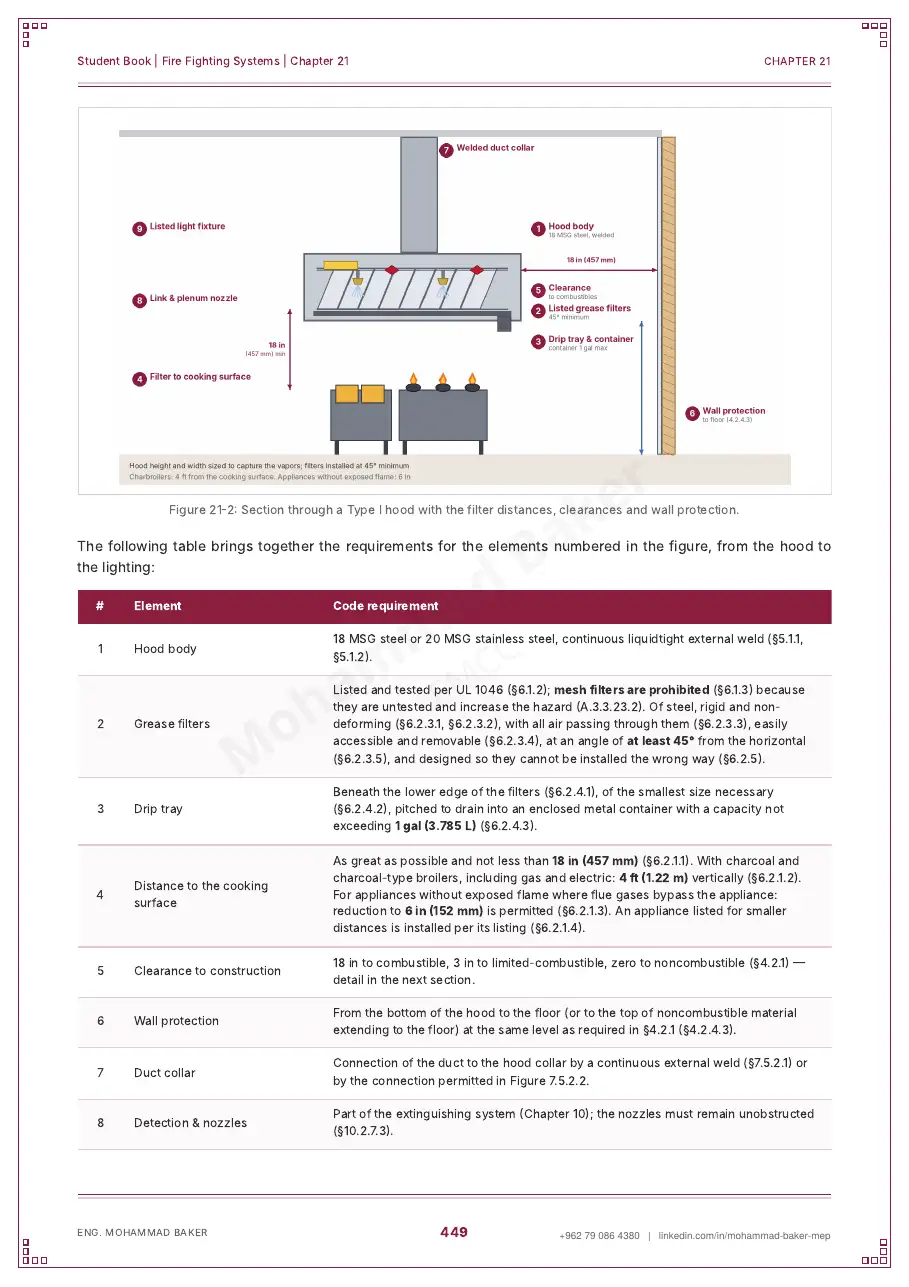 Student Book | Fire Fighting Systems | Chapter 21
CHAPTER 21
7 Welded duct collar
9 Listed light fixture
1 Hood body
18 MSG steel, welded
18 in (457 mm)
5 Clearance
to combustibles
8 Link & plenum nozzle
2 Listed grease filters
45° minimum
3 Drip tray & container
container 1 gal max
18 in
(457 mm) min
4 Filter to cooking surface
6 Wall protection
to floor (4.2.4.3)
Hood height and width sized to capture the vapors; filters installed at 45° minimum
Charbroilers: 4 ft from the cooking surface. Appliances without exposed flame: 6 in
Figure 21-2: Section through a Type I hood with the filter distances, clearances and wall protection.
The following table brings together the requirements for the elements numbered in the figure, from the hood to
the lighting:
# Element Code requirement
1 Hood body 18 MSG steel or 20 MSG stainless steel, continuous liquidtight external weld (§5.1.1,
§5.1.2).
2 Grease filters Listed and tested per UL 1046 (§6.1.2); mesh filters are prohibited (§6.1.3) because
they are untested and increase the hazard (A.3.3.23.2). Of steel, rigid and non-
deforming (§6.2.3.1, §6.2.3.2), with all air passing through them (§6.2.3.3), easily
accessible and removable (§6.2.3.4), at an angle of at least 45° from the horizontal
(§6.2.3.5), and designed so they cannot be installed the wrong way (§6.2.5).
3 Drip tray Beneath the lower edge of the filters (§6.2.4.1), of the smallest size necessary
(§6.2.4.2), pitched to drain into an enclosed metal container with a capacity not
exceeding 1 gal (3.785 L) (§6.2.4.3).
4 Distance to the cooking
surface
As great as possible and not less than 18 in (457 mm) (§6.2.1.1). With charcoal and
charcoal-type broilers, including gas and electric: 4 ft (1.22 m) vertically (§6.2.1.2).
For appliances without exposed flame where flue gases bypass the appliance:
reduction to 6 in (152 mm) is permitted (§6.2.1.3). An appliance listed for smaller
distances is installed per its listing (§6.2.1.4).
5 Clearance to construction 18 in to combustible, 3 in to limited-combustible, zero to noncombustible (§4.2.1) —
detail in the next section.
6 Wall protection From the bottom of the hood to the floor (or to the top of noncombustible material
extending to the floor) at the same level as required in §4.2.1 (§4.2.4.3).
7 Duct collar Connection of the duct to the hood collar by a continuous external weld (§7.5.2.1) or
by the connection permitted in Figure 7.5.2.2.
8 Detection & nozzles Part of the extinguishing system (Chapter 10); the nozzles must remain unobstructed
(§10.2.7.3).
Mohammad Baker
ENG. MOHAMMAD BAKER
449
+962 79 086 4380 | linkedin.com/in/mohammad-baker-mep